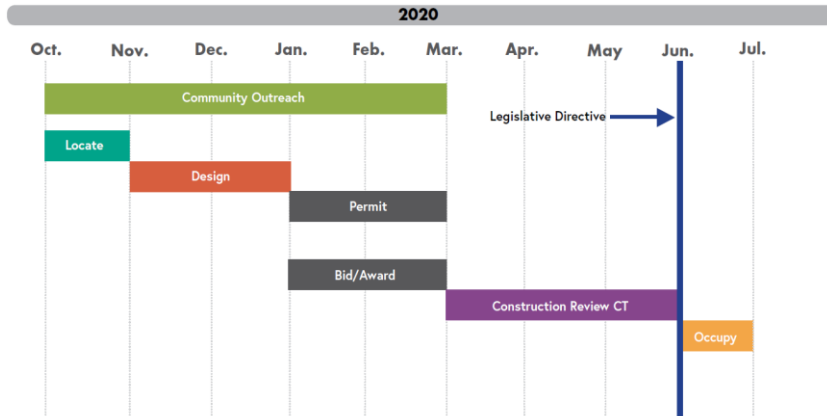 2020
Oct. Nov. Dec. Jan. Feb. Mar. Apr. May Jun. Jul.
Community Outreach
Legislative Directive
Locate
Design
Permit
Bid/Award
Construction Review CT
Occupy